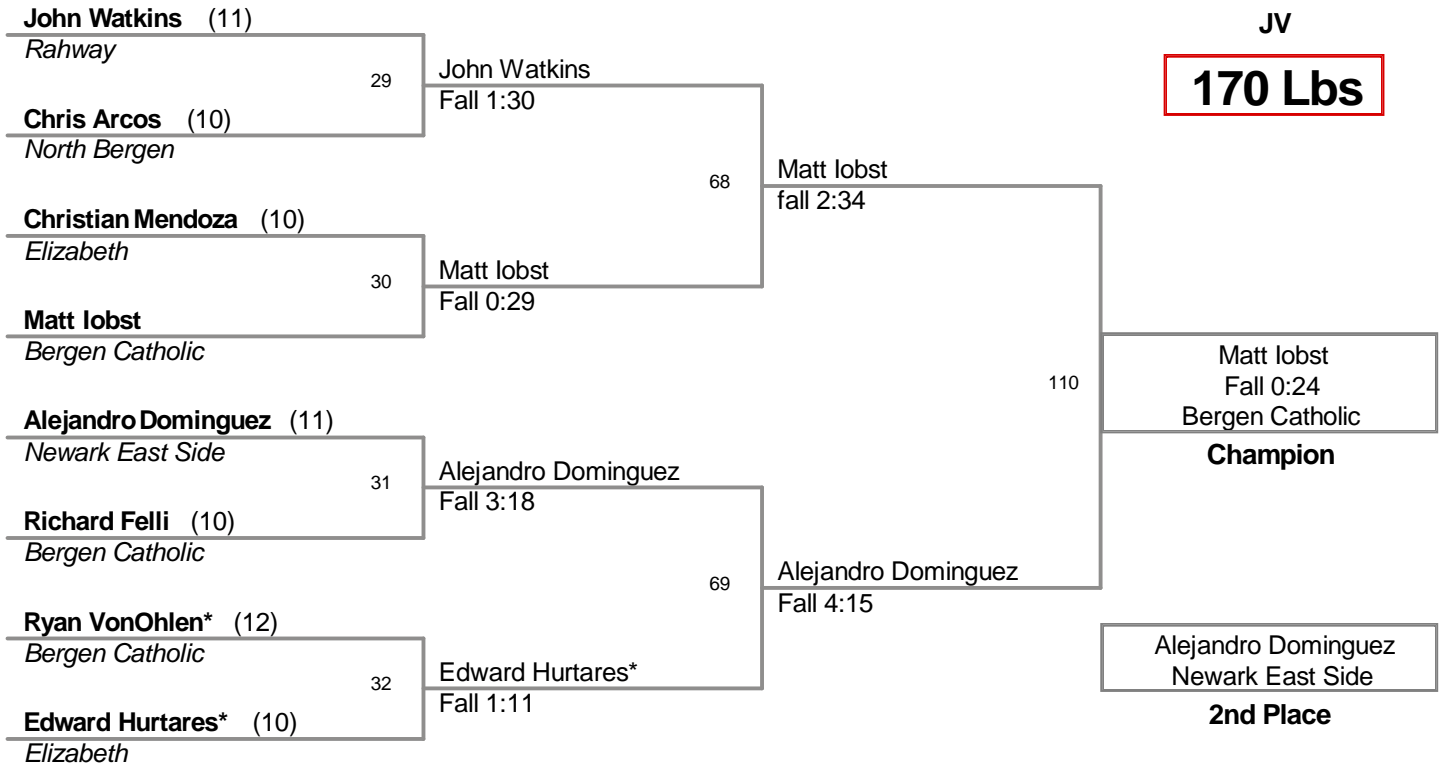 John Watkins (11)
Rahway
29
Chris Arcos (10)
North Bergen
John Watkins
Fall 1:30
Christian Mendoza (10)
Elizabeth
30
Matt Iobst
Bergen Catholic
Matt Iobst
Fall 0:29
68
Matt Iobst
fall 2:34
Alejandro Dominguez (11)
Newark East Side
31
Richard Felli (10)
Bergen Catholic
Alejandro Dominguez
Fall 3:18
Ryan VonOhlen* (12)
Bergen Catholic
32
Edward Hurtares* (10)
Elizabeth
Edward Hurtares*
Fall 1:11
69
Alejandro Dominguez
Fall 4:15
110
JV
170 Lbs
Matt Iobst
Fall 0:24
Bergen Catholic
Champion
Alejandro Dominguez
Newark East Side
2nd Place